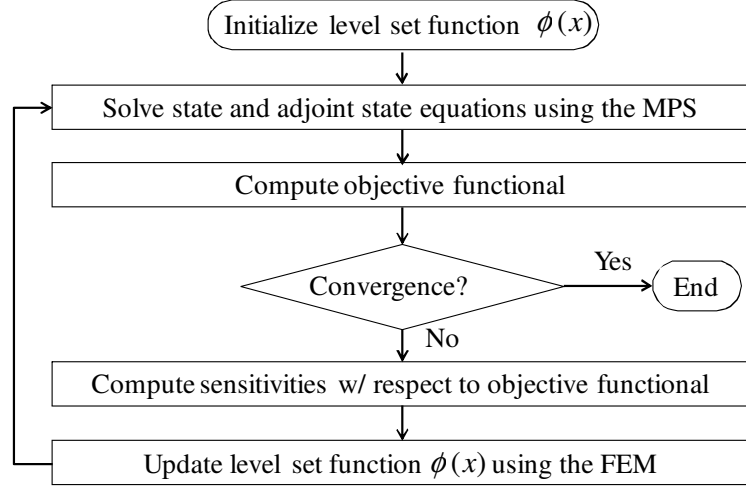 Initialize level set function ϕ(x)
Solve state and adjoint state equations using the MPS
Compute objective functional
Convergence?
Yes
End
No
Compute sensitivities w/ respect to objective functional
Update level set function ϕ(x) using the FEM